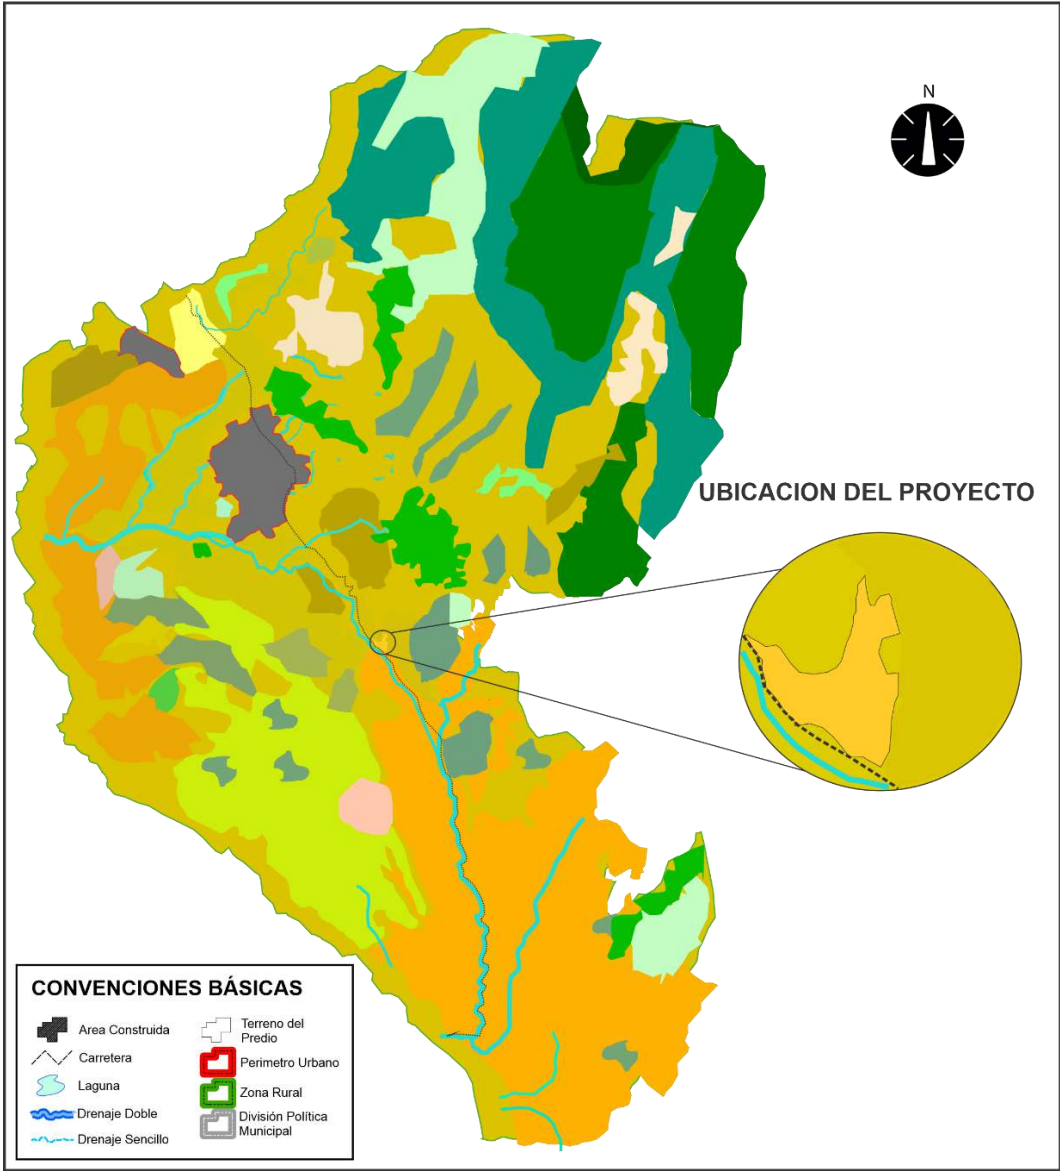 N
UBICACION DEL PROYECTO
CONVENCIONES BÁSICAS
Area Construida
Carretera
Laguna
Drenaje Doble
Drenaje Sencillo
Terreno del
Predio
Perimetro Urbano
Zona Rural
División Política
Municipal